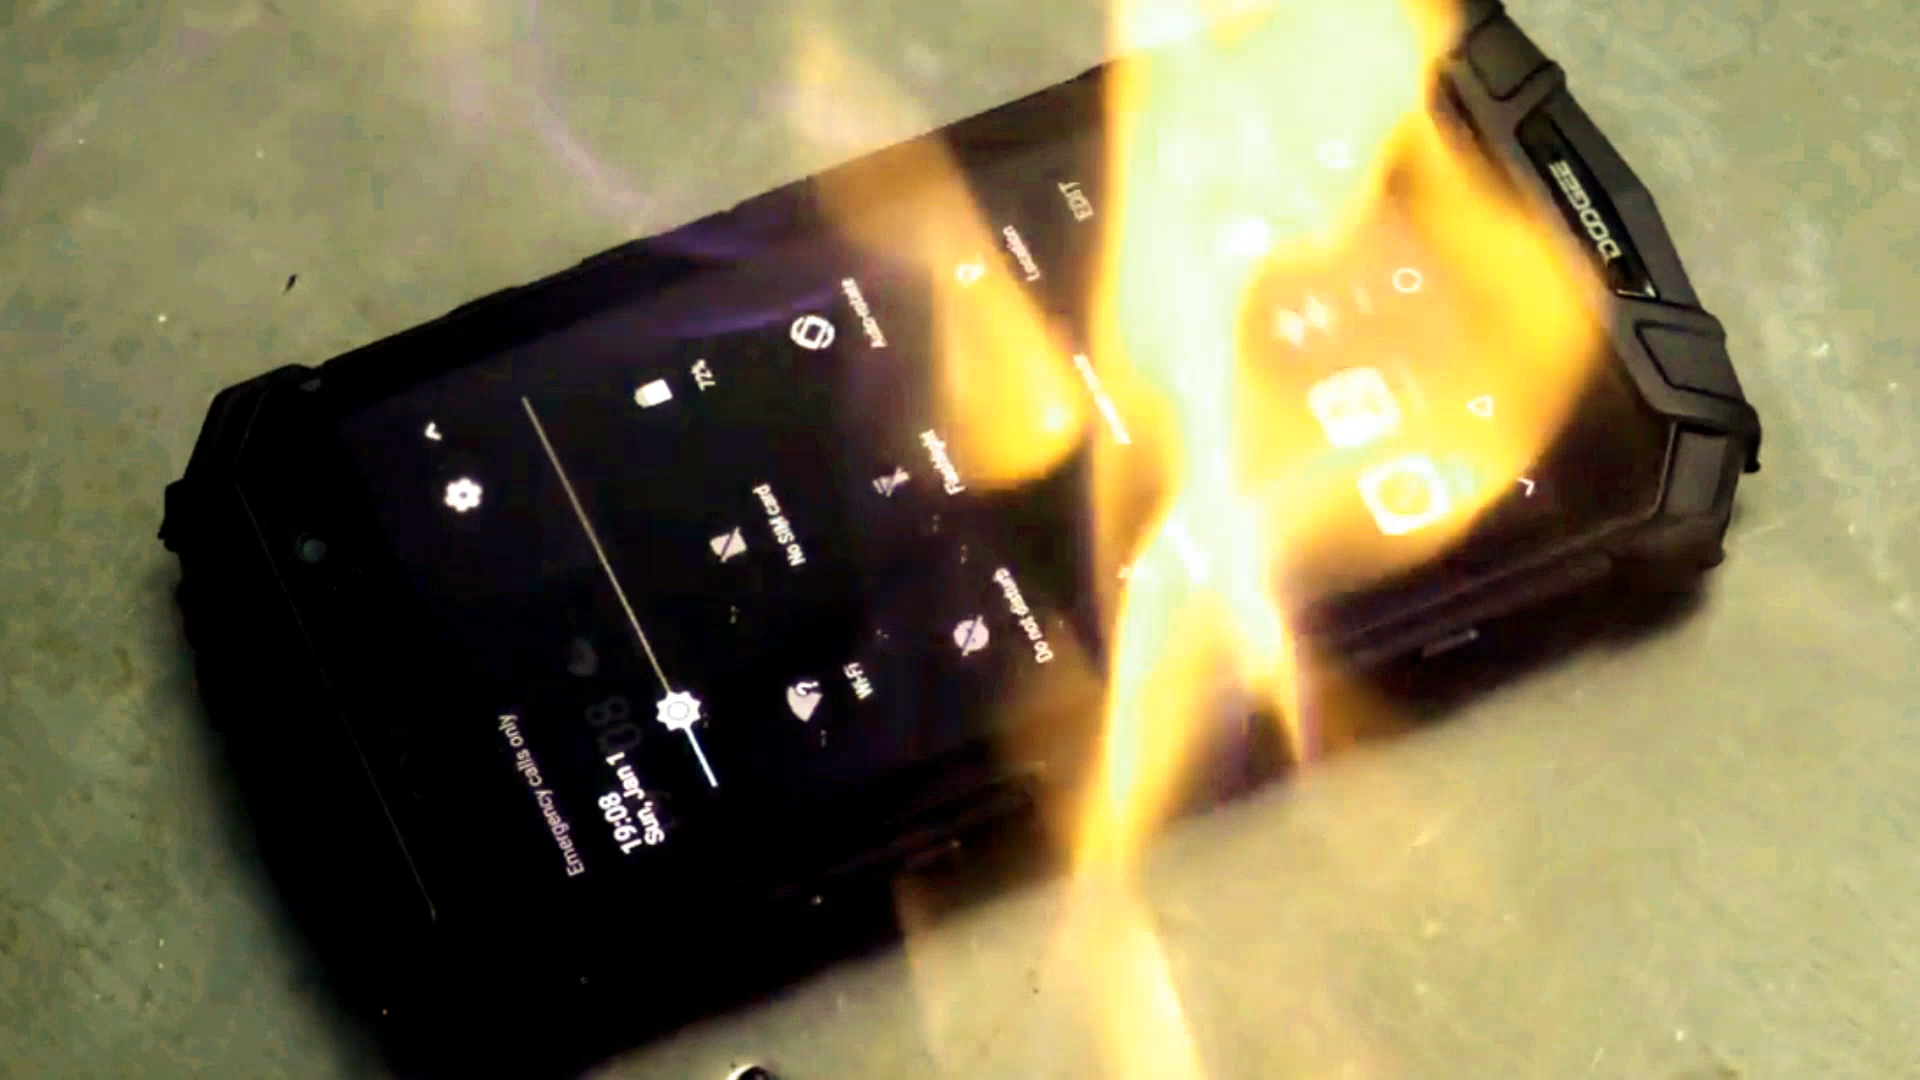 Emergency calls only
19:08
Sun, Jan 1
08
Wi-Fi
No SIM card
72%
Do not disturb
Flashlight
Auto-rotate
Location
EDIT
DOOGEE